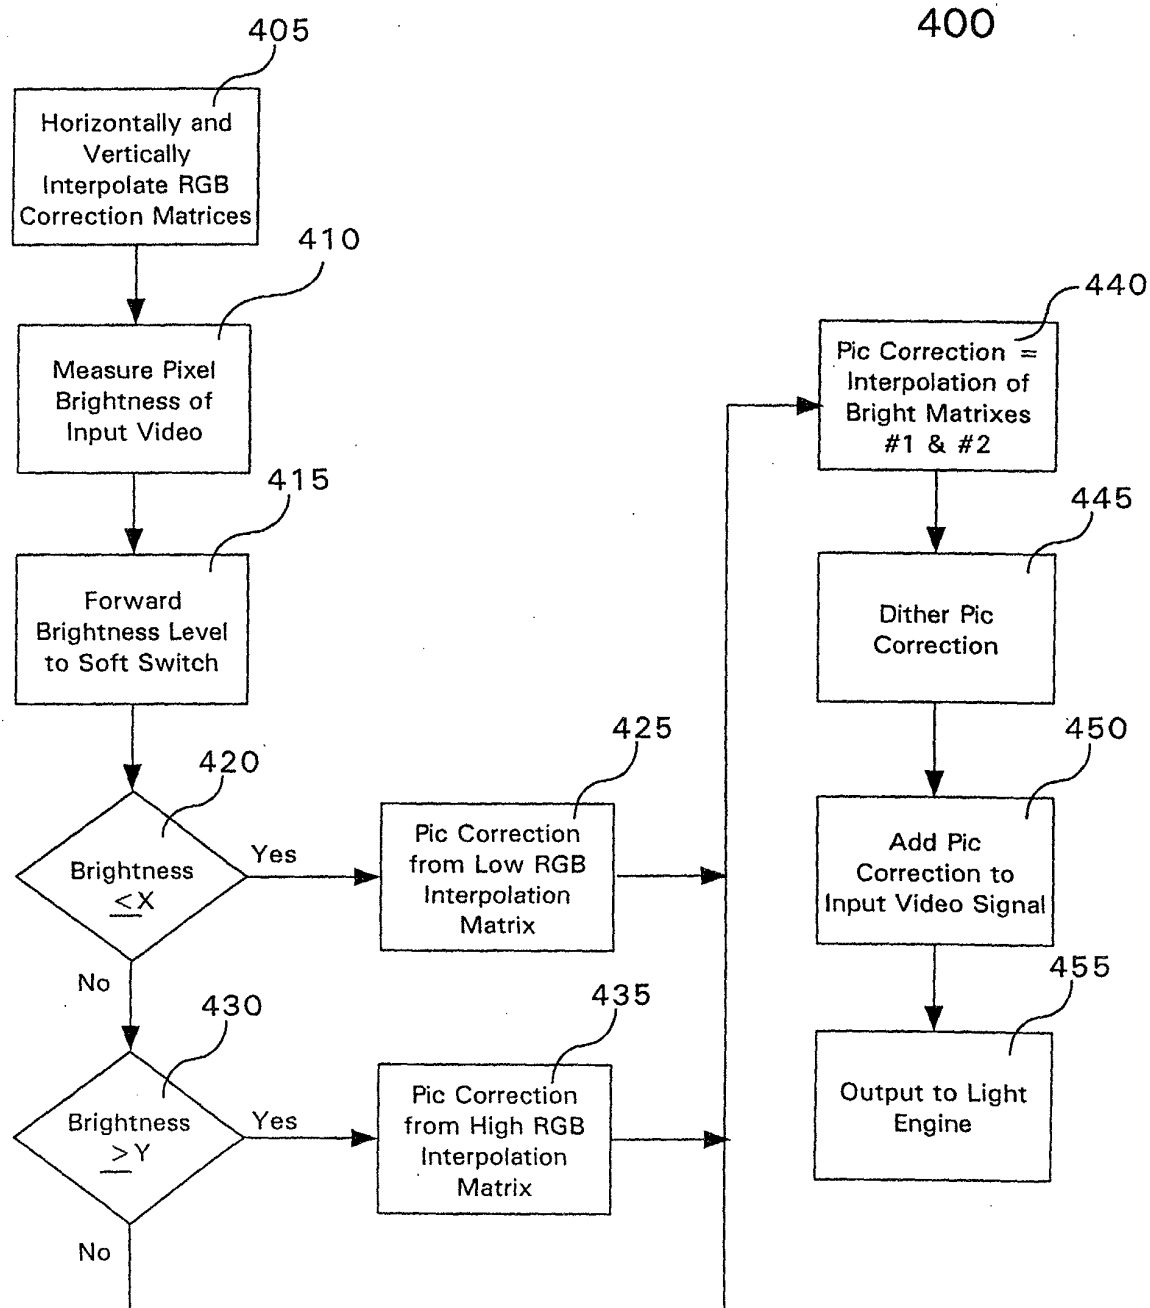 400
405
Horizontally and
Vertically
Interpolate RGB
Correction Matrices
410
Measure Pixel
Brightness of
Input Video
415
Forward
Brightness Level
to Soft Switch
420
Brightness
≤X
Yes
No
425
Pic Correction
from Low RGB
Interpolation
Matrix
430
Brightness
≥Y
Yes
No
435
Pic Correction
from High RGB
Interpolation
Matrix
440
Pic Correction =
Interpolation of
Bright Matrixes
#1 & #2
445
Dither Pic
Correction
450
Add Pic
Correction to
Input Video Signal
455
Output to Light
Engine